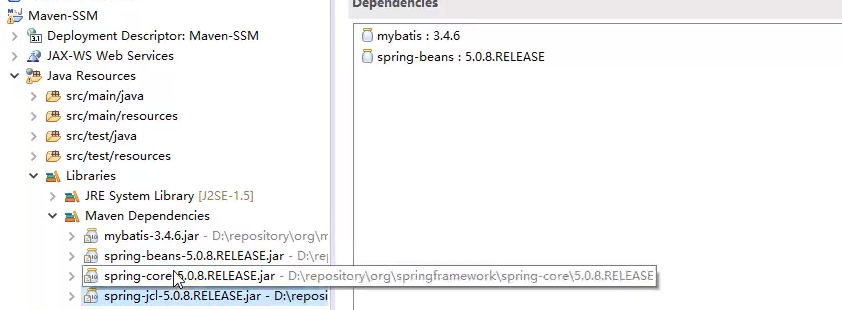 Dependencies
Maven-SSM
Deployment Descriptor: Maven-SSM
JAX-WS Web Services
Java Resources
src/main/java
src/main/resources
src/test/java
src/test/resources
Libraries
JRE System Library [J2SE-1.5]
Maven Dependencies
mybatis-3.4.6.jar - D:\repository\org\m
spring-beans-5.0.8.RELEASE.jar - D:\rep
spring-core-5.0.8.RELEASE.jar - D:\repository\org\springframework\spring-core\5.0.8.RELEASE
spring-jcl-5.0.8.RELEASE.jar - D:\reposi
mybatis : 3.4.6
spring-beans : 5.0.8.RELEASE